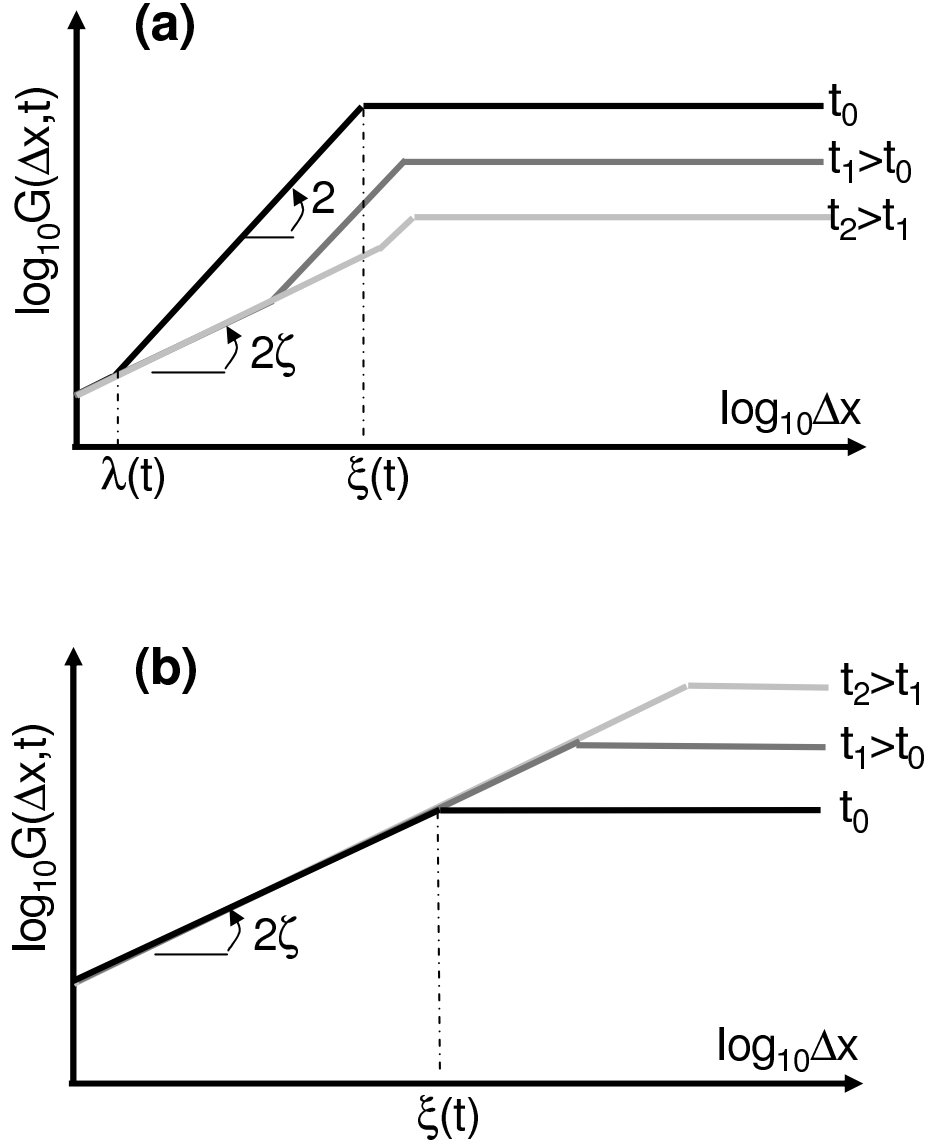 (a)
log₁₀G(Δx,t)
t₀
t₁>t₀
t₂>t₁
2
2ζ
log₁₀Δx
λ(t)
ξ(t)
(b)
log₁₀G(Δx,t)
t₂>t₁
t₁>t₀
t₀
2ζ
log₁₀Δx
ξ(t)